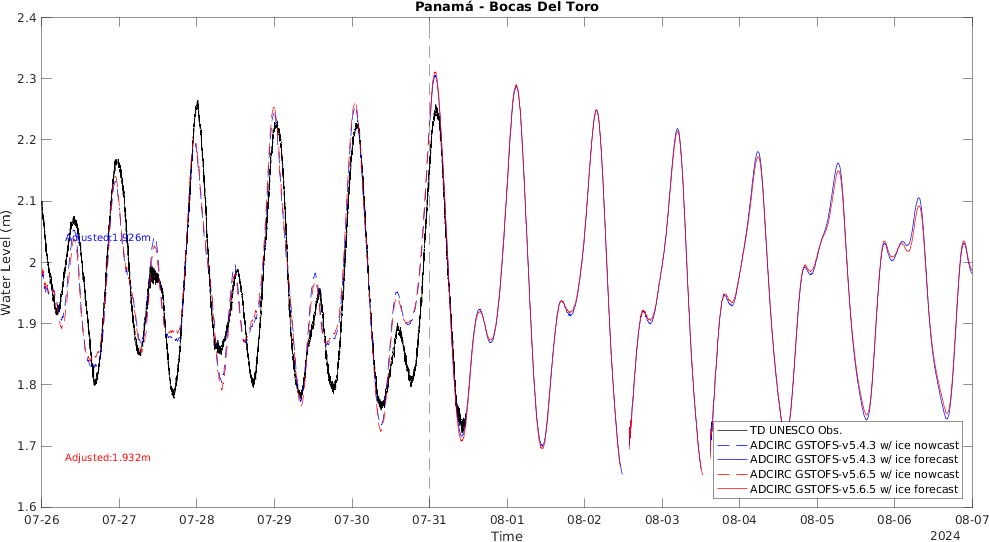 Panamá - Bocas Del Toro
2.4
2.3
2.2
2.1
2
1.9
1.8
1.7
1.6
Water Level (m)
Adjusted:1.926m
Adjusted:1.932m
TD UNESCO Obs.
ADCIRC GSTOFS-v5.4.3 w/ ice nowcast
ADCIRC GSTOFS-v5.4.3 w/ ice forecast
ADCIRC GSTOFS-v5.6.5 w/ ice nowcast
ADCIRC GSTOFS-v5.6.5 w/ ice forecast
07-26 07-27 07-28 07-29 07-30 07-31 08-01 08-02 08-03 08-04 08-05 08-06 08-07
Time
2024